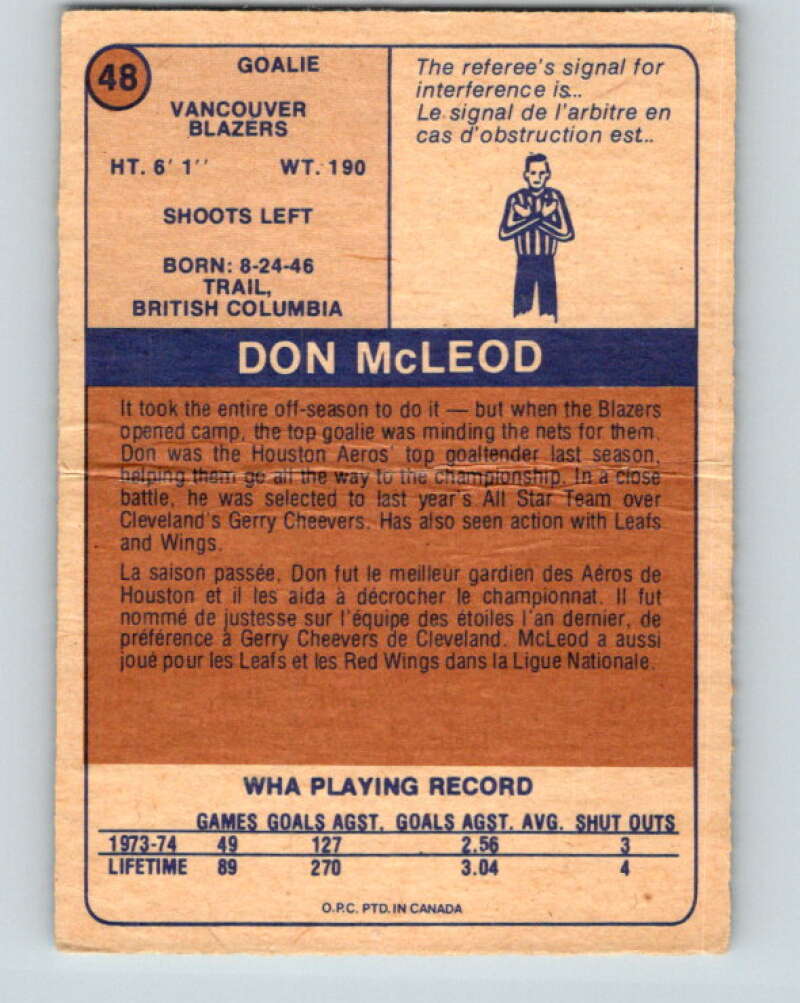 48
GOALIE
VANCOUVER
BLAZERS
HT. 6' 1'' WT. 190
SHOOTS LEFT
BORN: 8-24-46
TRAIL,
BRITISH COLUMBIA
The referee's signal for
interference is...
Le signal de l'arbitre en
cas d'obstruction est..
DON McLEOD
It took the entire off-season to do it — but when the Blazers
opened camp, the top goalie was minding the nets for them.
Don was the Houston Aeros' top goaltender last season,
helping them go all the way to the championship. In a close
battle, he was selected to last year's All Star Team over
Cleveland's Gerry Cheevers. Has also seen action with Leafs
and Wings.
La saison passée, Don fut le meilleur gardien des Aéros de
Houston et il les aida à décrocher le championnat. Il fut
nommé de justesse sur l'équipe des étoiles l'an dernier, de
préférence à Gerry Cheevers de Cleveland. McLeod a aussi
joué pour les Leafs et les Red Wings dans la Ligue Nationale.
WHA PLAYING RECORD
GAMES GOALS AGST. GOALS AGST. AVG. SHUT OUTS
1973-74 49 127 2.56 3
LIFETIME 89 270 3.04 4
O.P.C. PTD. IN CANADA